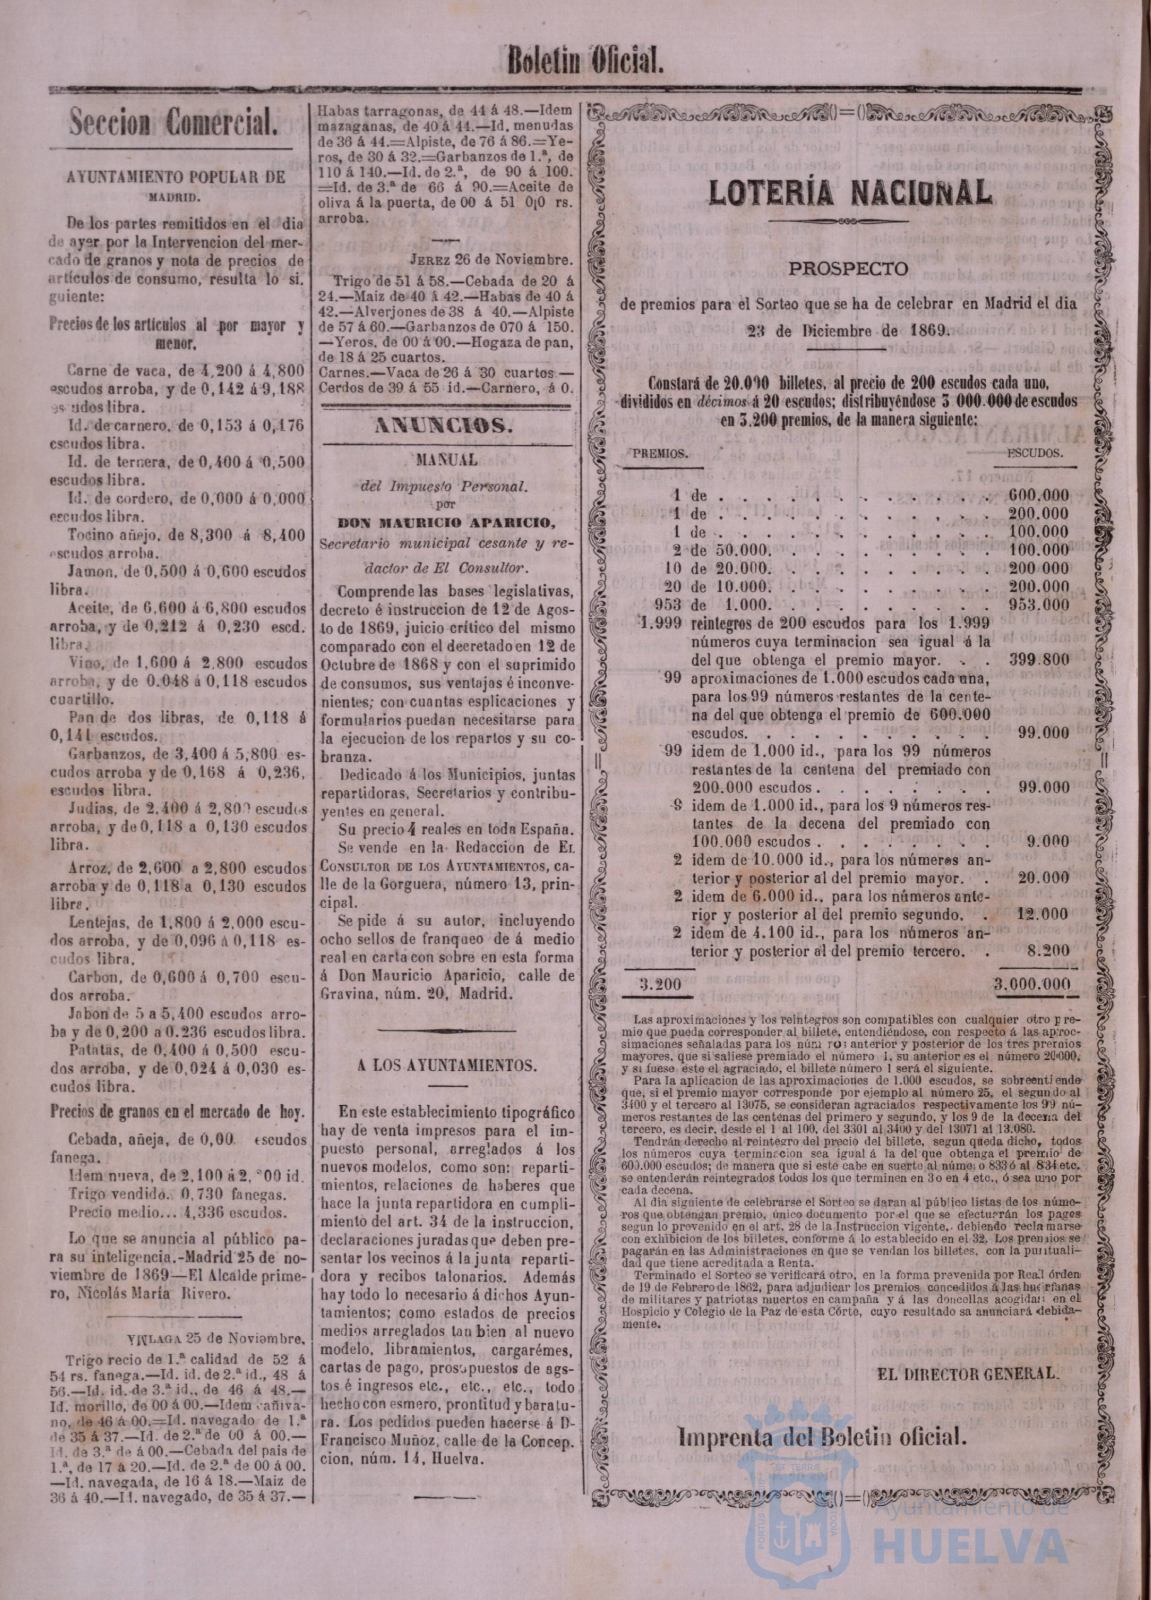 Boletin Oficial.
Seccion Comercial.
AYUNTAMIENTO POPULAR DE
MADRID.
De los partes remitidos en el dia
de ayer por la Intervencion del mer-
cado de granos y nota de precios de
artículos de consumo, resulta lo si.
guiente:
Precios de los artículos al por mayor y
menor.
Carne de vaca, de 4,200 á 4,800
escudos arroba, y de 0,142 á 9,188
es udos libra.
Id. de carnero, de 0,153 á 0,176
escudos libra.
Id. de ternera, de 0,400 á 0,500
escudos libra.
Id. de cordero, de 0,000 á 0,000
escudos libra.
Tocino añejo, de 8,300 á 8,400
escudos arroba.
Jamon, de 0,500 á 0,600 escudos
libra.
Aceite, de 6,600 á 6,800 escudos
arroba, y de 0,212 á 0,230 escd.
libra.
Vino, de 1,600 á 2,800 escudos
arroba, y de 0.048 á 0,118 escudos
cuartillo.
Pan de dos libras, de 0,118 á
0,141 escudos.
Garbanzos, de 3,400 á 5,800 es-
cudos arroba y de 0,168 á 0,236,
escudos libra.
Judias, de 2,400 á 2,800 escudos
arroba, y de 0,118 a 0,130 escudos
libra.
Arroz, de 2,600 a 2,800 escudos
arroba y de 0,118 a 0,130 escudos
libra.
Lentejas, de 1,800 á 2,000 escu-
dos arroba, y de 0,096 á 0,118 es-
cudos libra.
Carbon, de 0,600 á 0,700 escu-
dos arroba.
Jabon de 5 a 5,400 escudos arro-
ba y de 0,200 a 0.236 escudos libra.
Patatas, de 0,400 á 0,500 escu-
dos arroba, y de 0,024 á 0,030 es-
cudos libra.
Precios de granos en el mercado de hoy.
Cebada, añeja, de 0,00 escudos
fanega.
Idem nueva, de 2,100 á 2, 00 id.
Trigo vendido. 0,730 fanegas.
Precio medio... 4,336 escudos.
Lo que se anuncia al público pa-
ra su inteligencia.-Madrid 25 de no-
viembre de 1869—El Alcalde prime-
ro, Nicolás María Rivero.
25 de Noviembre.
Trigo recio de 1.ª calidad de 52 á
54 rs. fanega.—Id. id. de 2.ª id., 48 á
56.—Id. id. de 3.ª id., de 46 á 48.—
Id. morillo, de 00 á 00.—Idem cañiva-
no, de 46 á 00.=Id. navegado de 1.ª
de 35 á 37.—Id. de 2.ª de 00 á 00.—
Id. de 3.ª de á 00.—Cebada del pais de
1.ª, de 17 á 20.—Id. de 2.ª de 00 á 00.
—Id. navegada, de 16 á 18.—Maiz de
36 á 40.—Id. navegado, de 35 á 37.—
Habas tarragonas, de 44 á 48.—Idem
mazaganas, de 40 á 44.—Id. menudas
de 36 á 44.=Alpiste, de 76 á 86.=Ye-
ros, de 30 á 32.=Garbanzos de 1.ª, de
110 á 140.—Id. de 2.ª, de 90 á 100.
=Id. de 3.ª de 66 á 90.=Aceite de
oliva á la puerta, de 00 á 51 0¡0 rs.
arroba.
JEREZ 26 de Noviembre.
Trigo de 51 á 58.—Cebada de 20 á
24.—Maiz de 40 á 42.—Habas de 40 á
42.—Alverjones de 38 á 40.—Alpiste
de 57 á 60.—Garbanzos de 070 á 150.
—Yeros, de 00 á 00.—Hogaza de pan,
de 18 á 25 cuartos.
Carnes.—Vaca de 26 á 30 cuartos.—
Cerdos de 39 á 55 id.—Carnero, á 0.
ANUNCIOS.
MANUAL
del Impuesto Personal.
por
DON MAURICIO APARICIO,
Secretario municipal cesante y re-
dactor de El Consultor.
Comprende las bases legislativas,
decreto é instruccion de 12 de Agos-
to de 1869, juicio crítico del mismo
comparado con el decretado en 12 de
Octubre de 1868 y con el suprimido
de consumos, sus ventajas é inconve-
nientes; con cuantas esplicaciones y
formularios puedan necesitarse para
la ejecucion de los repartos y su co-
branza.
Dedicado á los Municipios, juntas
repartidoras, Secretarios y contribu-
yentes en general.
Su precio 4 reales en toda España.
Se vende en la Redaccion de EL
CONSULTOR DE LOS AYUNTAMIENTOS, ca-
lle de la Gorguera, número 13, prin-
cipal.
Se pide á su autor, incluyendo
ocho sellos de franqueo de á medio
real en carta con sobre en esta forma
á Don Mauricio Aparicio, calle de
Gravina, núm. 20, Madrid.
A LOS AYUNTAMIENTOS.
En este establecimiento tipográfico
hay de venta impresos para el im-
puesto personal, arreglados á los
nuevos modelos, como son: reparti-
mientos, relaciones de haberes que
hace la junta repartidora en cumpli-
miento del art. 34 de la instruccion,
declaraciones juradas que deben pre-
sentar los vecinos á la junta reparti-
dora y recibos talonarios. Además
hay todo lo necesario á dichos Ayun-
tamientos; como estados de precios
medios arreglados tan bien al nuevo
modelo, libramientos, cargarémes,
cartas de pago, prosupuestos de ags-
tos é ingresos etc., etc., etc., todo
hecho con esmero, prontitud y baratu-
ra. Los pedidos pueden hacerse á D-
Francisco Muñoz, calle de la Concep.
cion, núm. 14, Huelva.
LOTERÍA NACIONAL
PROSPECTO
de premios para el Sorteo que se ha de celebrar en Madrid el dia
23 de Diciembre de 1869.
Constará de 20.000 billetes, al precio de 200 escudos cada uno,
divididos en décimos á 20 escudos; distribuyéndose 3 000.000 de escudos
en 3.200 premios, de la manera siguiente:
PREMIOS. ESCUDOS.
1 de . . . . . . . . . . . . 600.000
1 de . . . . . . . . . . . . 200.000
1 de . . . . . . . . . . . . 100.000
2 de 50.000. . . . . . . . . . 100.000
10 de 20.000. . . . . . . . . . 200 000
20 de 10.000. . . . . . . . . . 200.000
953 de 1.000. . . . . . . . . . 953.000
1.999 reintegros de 200 escudos para los 1.999
números cuya terminacion sea igual á la
del que obtenga el premio mayor. . . 399.800
99 aproximaciones de 1.000 escudos cada una,
para los 99 números restantes de la cente-
na del que obtenga el premio de 600.000
escudos. . . . . . . . . . 99.000
99 idem de 1.000 id., para los 99 números
restantes de la centena del premiado con
200.000 escudos . . . . . . . 99.000
9 idem de 1.000 id., para los 9 números res-
tantes de la decena del premiado con
100.000 escudos . . . . . . . 9.000
2 idem de 10.000 id., para los números an-
terior y posterior al del premio mayor. . 20.000
2 idem de 6.000 id., para los números ante-
rior y posterior al del premio segundo. . 12.000
2 idem de 4.100 id., para los números an-
terior y posterior al del premio tercero. . 8.200
3.200 3.000.000
Las aproximaciones y los reintegros son compatibles con cualquier otro pre-
mio que pueda corresponder al billete, entendiéndose, con respecto á las aproc-
simaciones señaladas para los núm ros anterior y posterior de los tres premios
mayores, que si saliese premiado el número 1, su anterior es el número 20000,
y si fuese este el agraciado, el billete número 1 será el siguiente.
Para la aplicacion de las aproximaciones de 1.000 escudos, se sobreentiende
que, si el premio mayor corresponde por ejemplo al número 25, el segundo al
3400 y el tercero al 13075, se consideran agraciados respectivamente los 99 nú-
meros restantes de las centenas del primero y segundo, y los 9 de la decena del
tercero, es decir, desde el 1 al 100, del 3301 al 3400 y del 13071 al 13.080.
Tendrán derecho al reintegro del precio del billete, segun queda dicho, todos
los números cuya terminacion sea igual á la del que obtenga el premio de
600.000 escudos; de manera que si este cabe en suerte al número 833 ó al 834 etc.
se entenderán reintegrados todos los que terminen en 3 o en 4 etc., ó sea uno por
cada decena.
Al dia siguiente de celebrarse el Sorteo se daran al público listas de los núme-
ros que obtengan premio, único documento por el que se efectuarán los pagos
segun lo prevenido en el art. 28 de la Instruccion vigente, debiendo reclamarse
con exhibicion de los billetes, conforme á lo establecido en el 32. Los premios se
pagarán en las Administraciones en que se vendan los billetes, con la puntuali-
dad que tiene acreditada a Renta.
Terminado el Sorteo se verificará otro, en la forma prevenida por Real órden
de 19 de Febrero de 1862, para adjudicar los premios concedidos á las huérfanas
de militares y patriotas muertos en campaña y á las doncellas acogidas en el
Hospicio y Colegio de la Paz de esta Córte, cuyo resultado sa anunciará debida-
mente.
EL DIRECTOR GENERAL.
Imprenta del Boletin oficial.
Ayuntamiento de
HUELVA